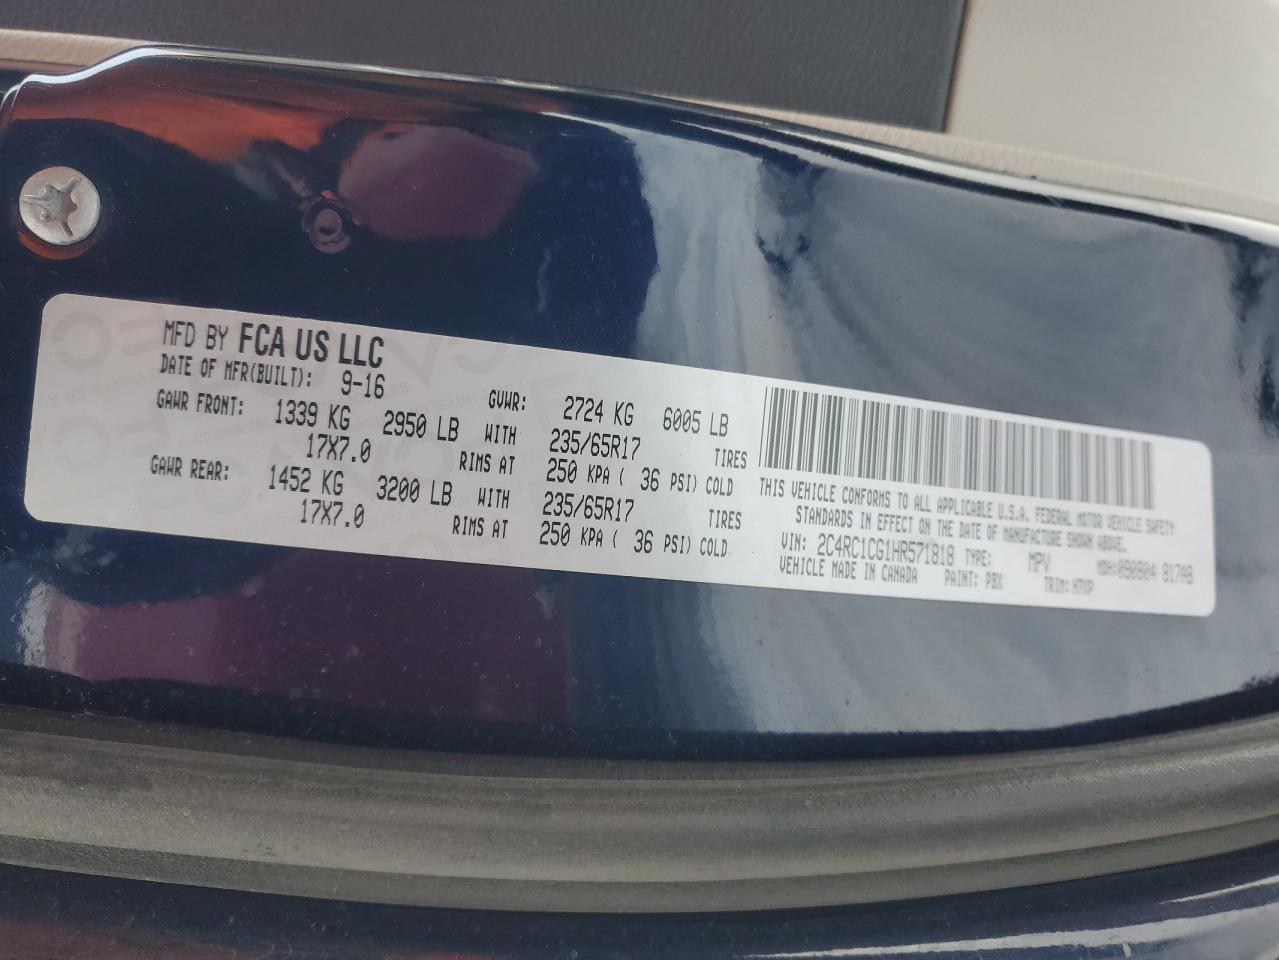 MFD BY FCA US LLC
DATE OF MFR(BUILT): 9-16
GVWR: 2724 KG 6005 LB
GAWR FRONT: 1339 KG 2950 LB WITH 235/65R17 TIRES
17X7.0 RIMS AT 250 KPA ( 36 PSI) COLD
GAWR REAR: 1452 KG 3200 LB WITH 235/65R17 TIRES
17X7.0 RIMS AT 250 KPA ( 36 PSI) COLD
THIS VEHICLE CONFORMS TO ALL APPLICABLE U.S.A. FEDERAL MOTOR VEHICLE SAFETY
STANDARDS IN EFFECT ON THE DATE OF MANUFACTURE SHOWN ABOVE.
VIN: 2C4RC1CG1HR571818 TYPE: MPV MDH:090804 817AB
VEHICLE MADE IN CANADA PAINT: PBX TRIM: H7XP